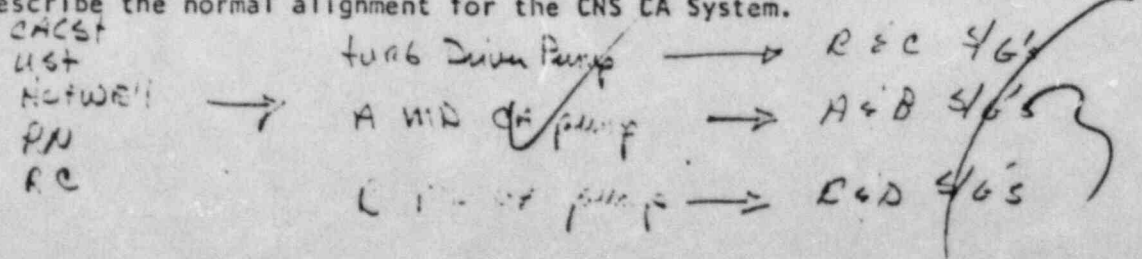 escribe the normal alignment for the CNS CA System.
CACST
UST
Hotwell
RN
RC
turb Driven Pump → B & C S/G's
A MD CA pump → A & B S/G's
pump → C & D S/G's